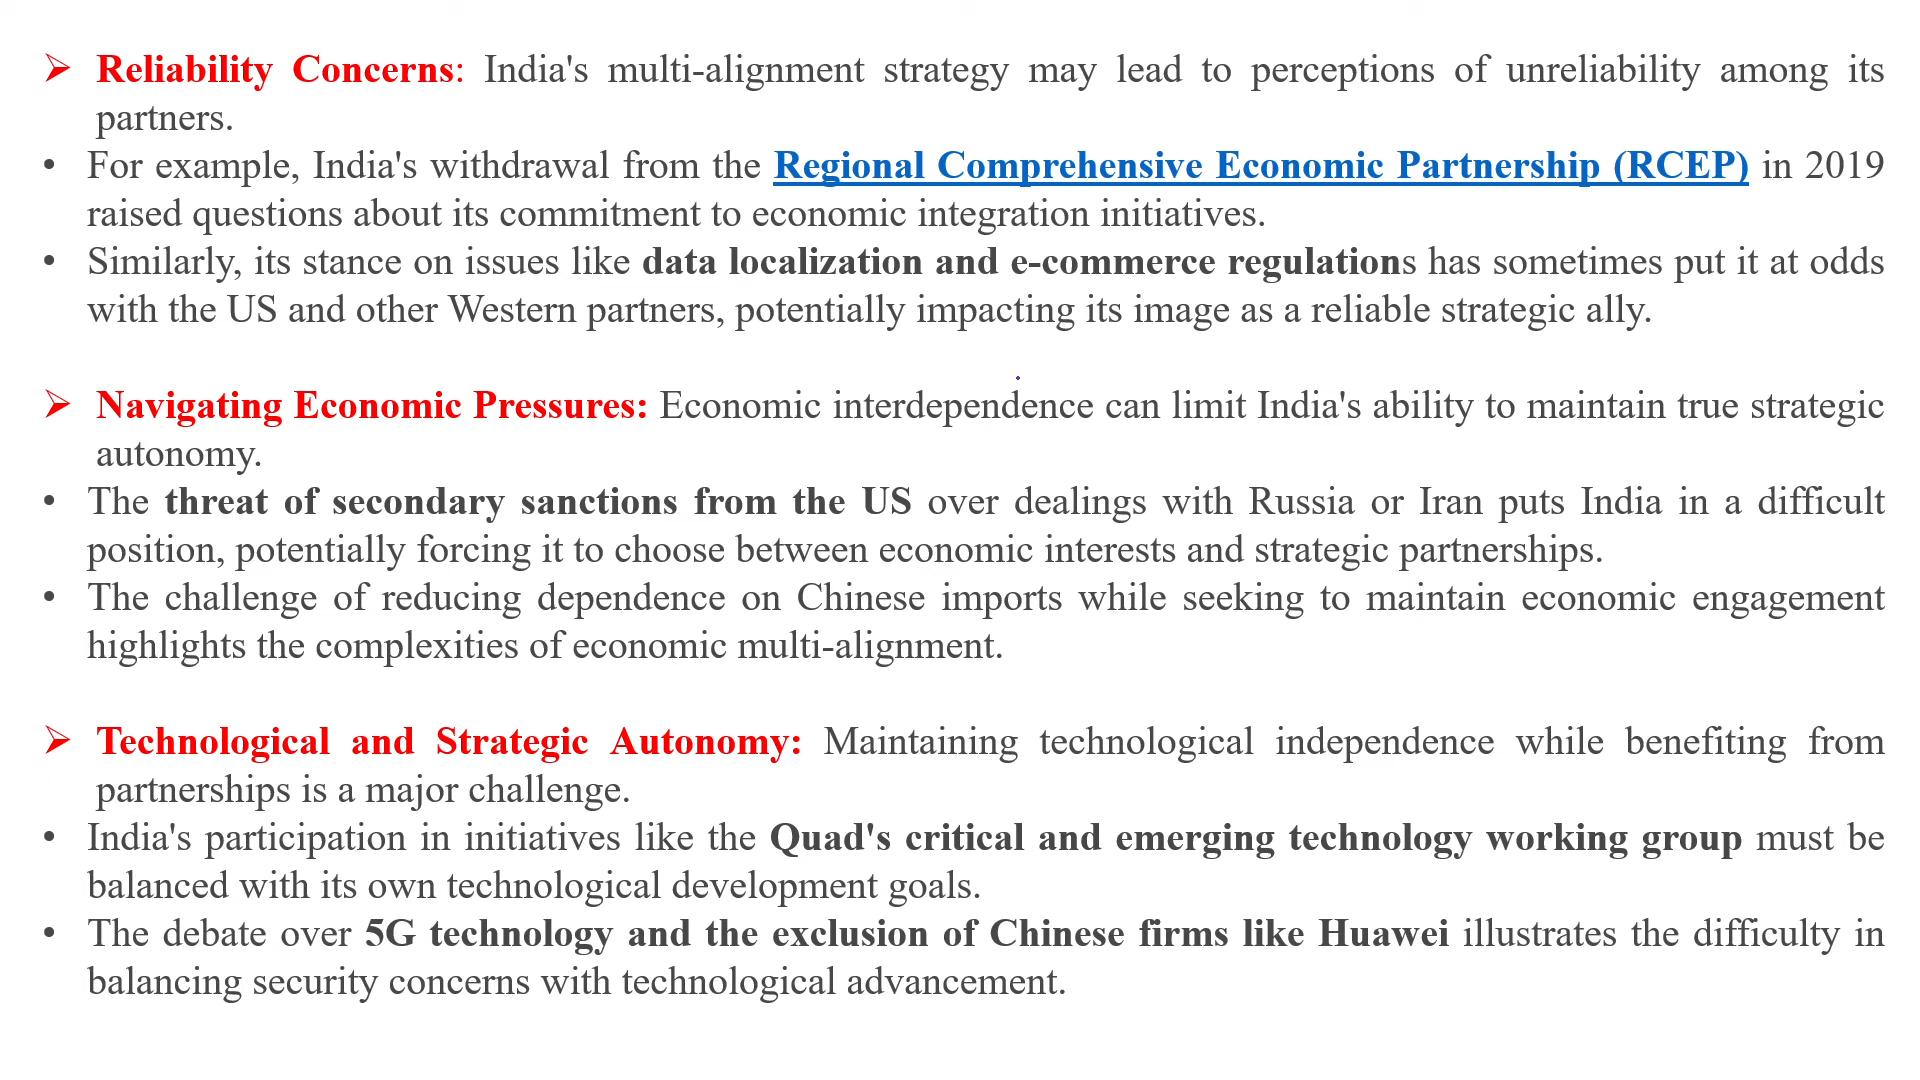 ➢ Reliability Concerns: India's multi-alignment strategy may lead to perceptions of unreliability among its
partners.
• For example, India's withdrawal from the Regional Comprehensive Economic Partnership (RCEP) in 2019
raised questions about its commitment to economic integration initiatives.
• Similarly, its stance on issues like data localization and e-commerce regulations has sometimes put it at odds
with the US and other Western partners, potentially impacting its image as a reliable strategic ally.
➢ Navigating Economic Pressures: Economic interdependence can limit India's ability to maintain true strategic
autonomy.
• The threat of secondary sanctions from the US over dealings with Russia or Iran puts India in a difficult
position, potentially forcing it to choose between economic interests and strategic partnerships.
• The challenge of reducing dependence on Chinese imports while seeking to maintain economic engagement
highlights the complexities of economic multi-alignment.
➢ Technological and Strategic Autonomy: Maintaining technological independence while benefiting from
partnerships is a major challenge.
• India's participation in initiatives like the Quad's critical and emerging technology working group must be
balanced with its own technological development goals.
• The debate over 5G technology and the exclusion of Chinese firms like Huawei illustrates the difficulty in
balancing security concerns with technological advancement.